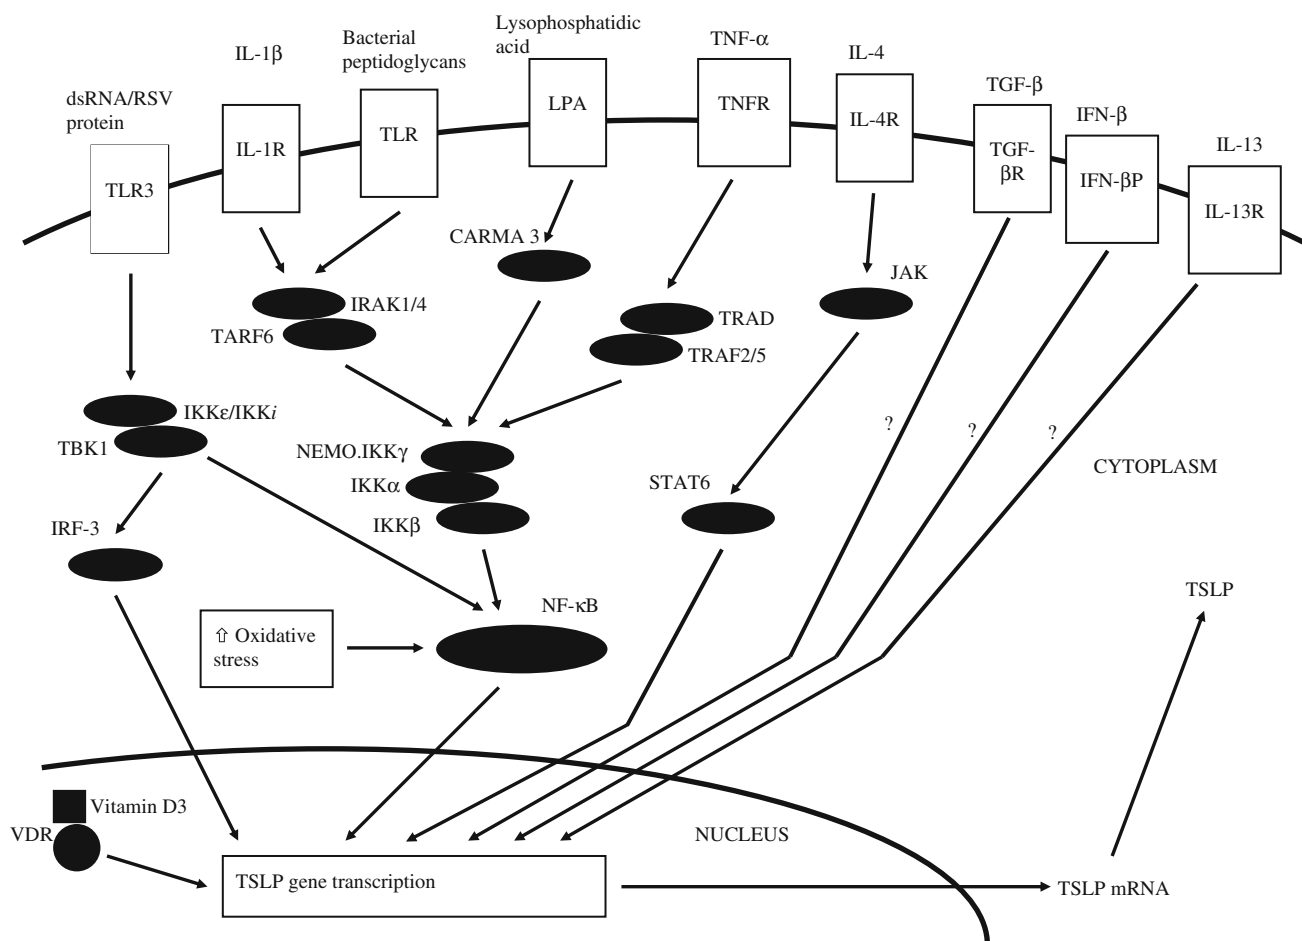 Lysophosphatidic
acid
IL-1β
Bacterial
peptidoglycans
TNF-α
IL-4
TGF-β
IFN-β
IL-13
dsRNA/RSV
protein
TLR3
IL-1R
TLR
LPA
TNFR
IL-4R
TGF-
βR
IFN-βP
IL-13R
CARMA 3
JAK
IRAK1/4
TARF6
TRAD
TRAF2/5
IKKε/IKKi
TBK1
?
?
?
NEMO.IKKγ
IKKα
IKKβ
STAT6
CYTOPLASM
IRF-3
NF-κB
TSLP
⇧ Oxidative
stress
Vitamin D3
VDR
NUCLEUS
TSLP gene transcription
TSLP mRNA